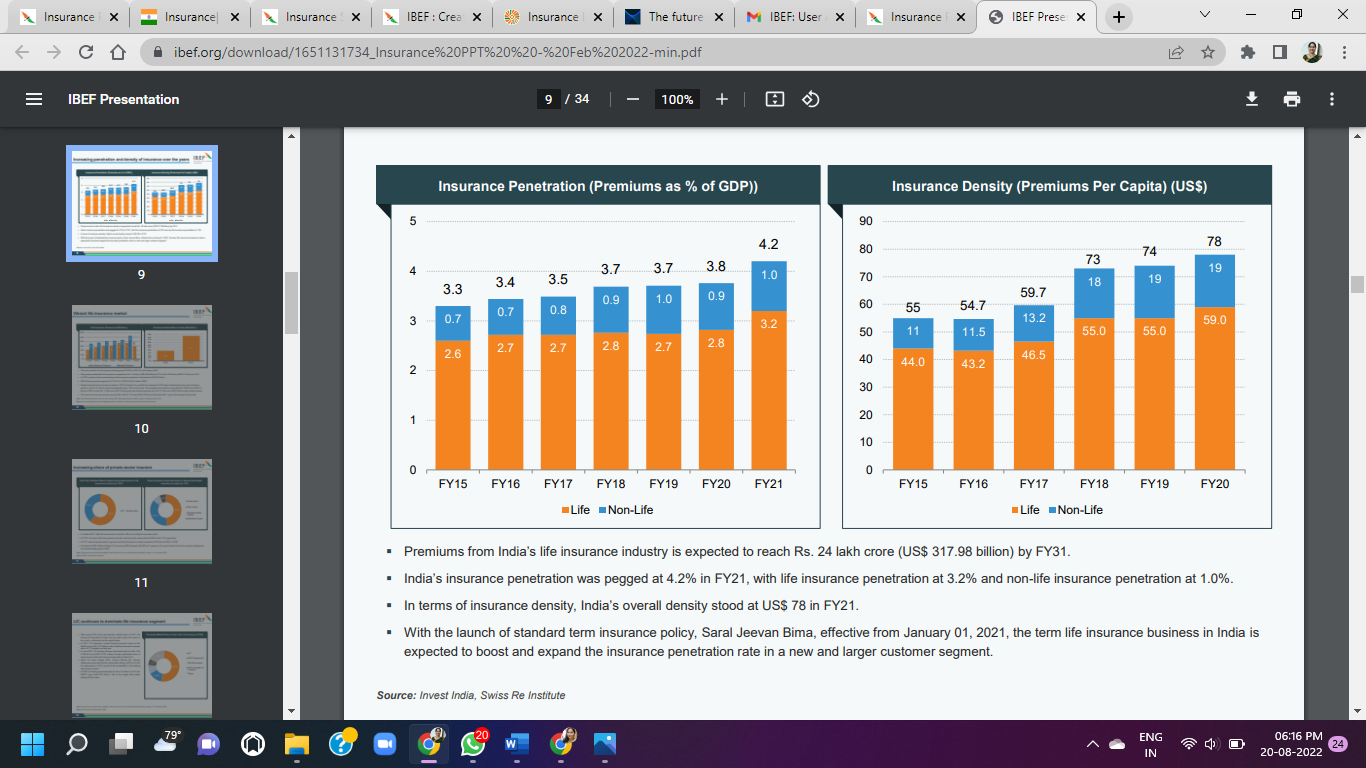 Insurance
Insurance|
Insurance
IBEF : Crea
Insurance
The future
IBEF: User
Insurance
IBEF Prese
ibef.org/download/1651131734_Insurance%20PPT%20%20-%20Feb%202022-min.pdf
IBEF Presentation
9 / 34
100%
Increasing penetration and density of insurance over the years
9
10
11
Insurance Penetration (Premiums as % of GDP))
5
4
3
2
1
0
3.3 3.4 3.5 3.7 3.7 3.8 4.2
0.7 0.7 0.8 0.9 1.0 0.9 1.0
2.6 2.7 2.7 2.8 2.7 2.8 3.2
FY15 FY16 FY17 FY18 FY19 FY20 FY21
Life Non-Life
Insurance Density (Premiums Per Capita) (US$)
90
80
70
60
50
40
30
20
10
0
55 54.7 59.7 73 74 78
11 11.5 13.2 18 19 19
44.0 43.2 46.5 55.0 55.0 59.0
FY15 FY16 FY17 FY18 FY19 FY20
Life Non-Life
▪ Premiums from India's life insurance industry is expected to reach Rs. 24 lakh crore (US$ 317.98 billion) by FY31.
▪ India's insurance penetration was pegged at 4.2% in FY21, with life insurance penetration at 3.2% and non-life insurance penetration at 1.0%.
▪ In terms of insurance density, India's overall density stood at US$ 78 in FY21.
▪ With the launch of standard term insurance policy, Saral Jeevan Bima, effective from January 01, 2021, the term life insurance business in India is
expected to boost and expand the insurance penetration rate in a new and larger customer segment.
Source: Invest India, Swiss Re Institute
79°
20
ENG
IN
06:16 PM
20-08-2022
24